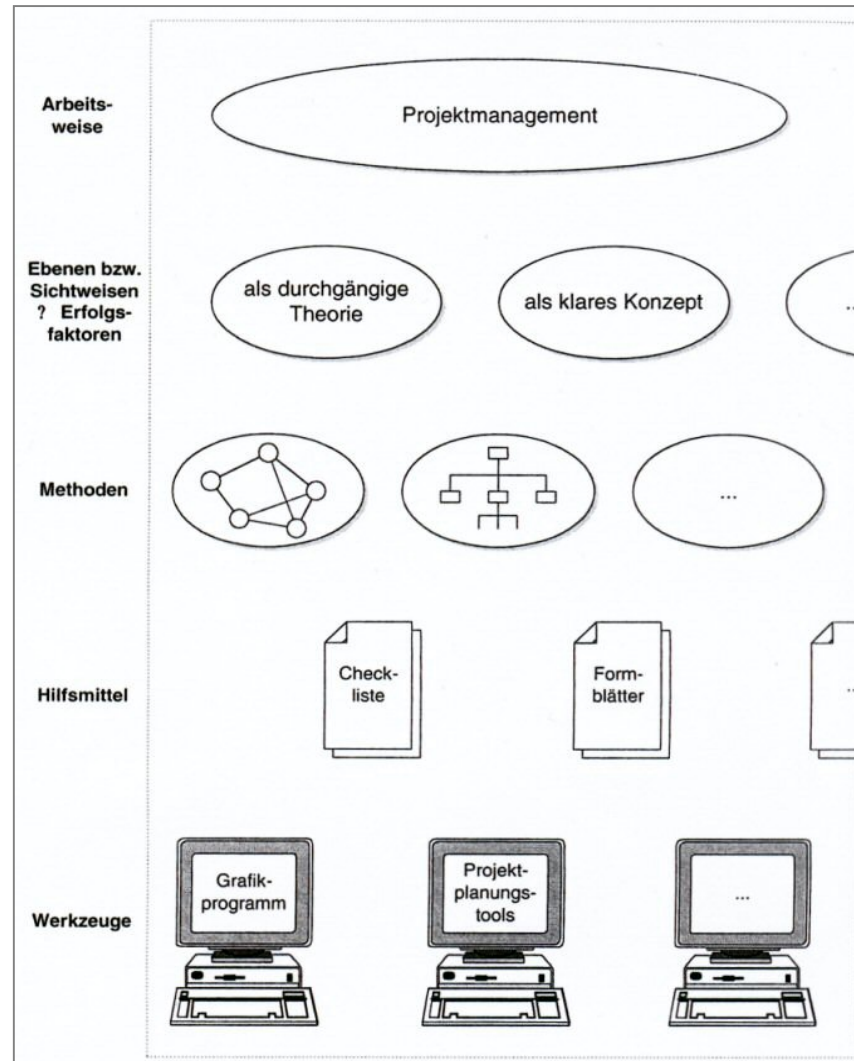 Arbeits-
weise
Projektmanagement
Ebenen bzw.
Sichtweisen
? Erfolgs-
faktoren
als durchgängige
Theorie
als klares Konzept
...
Methoden
...
Hilfsmittel
Check-
liste
Form-
blätter
...
Werkzeuge
Grafik-
programm
Projekt-
planungs-
tools
...